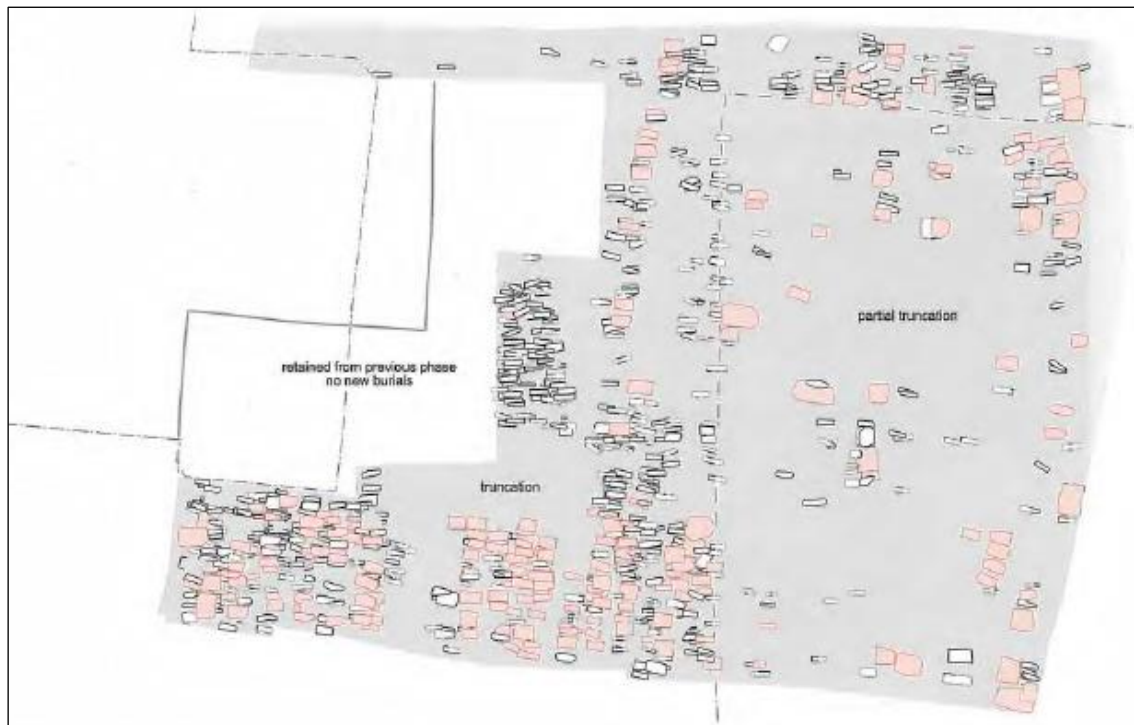 partial truncation
retained from previous phase
no new burials
truncation